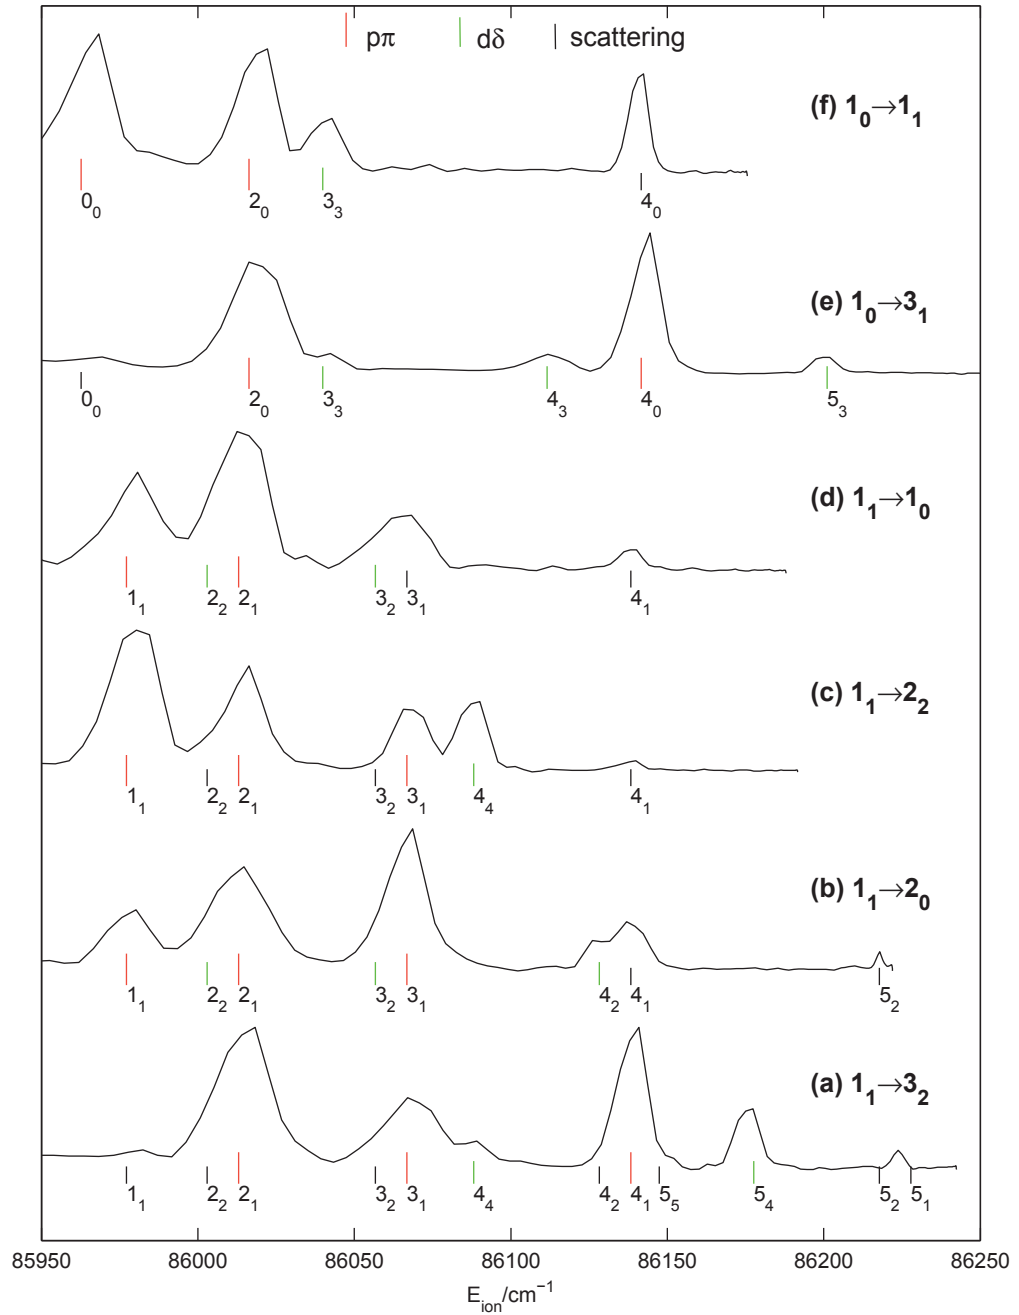 pπ dδ scattering
(f) 1₀→1₁
0₀ 2₀ 3₃ 4₀
(e) 1₀→3₁
0₀ 2₀ 3₃ 4₃ 4₀ 5₃
(d) 1₁→1₀
1₁ 2₂ 2₁ 3₂ 3₁ 4₁
(c) 1₁→2₂
1₁ 2₂ 2₁ 3₂ 3₁ 4₄ 4₁
(b) 1₁→2₀
1₁ 2₂ 2₁ 3₂ 3₁ 4₂ 4₁ 5₂
(a) 1₁→3₂
1₁ 2₂ 2₁ 3₂ 3₁ 4₄ 4₂ 4₁ 5₅ 5₄ 5₂ 5₁
85950 86000 86050 86100 86150 86200 86250
E_ion/cm⁻¹